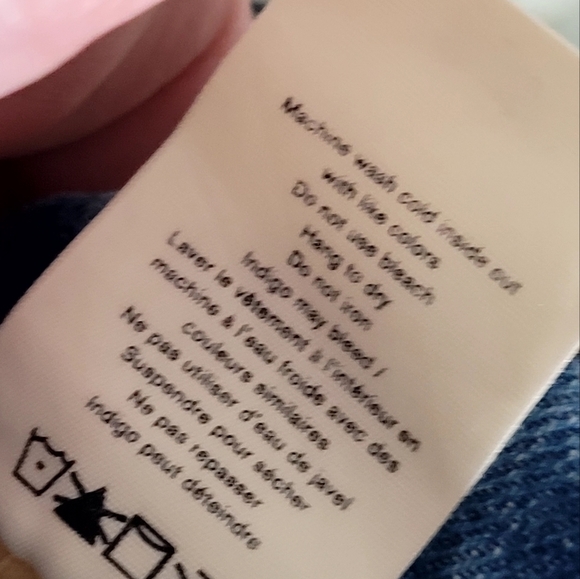 Machine wash cold inside out
with like colors
Do not use bleach
Hang to dry
Do not iron
Indigo may bleed /
Laver le vêtement à l'intérieur en
machine à l'eau froide avec des
couleurs similaires
Ne pas utiliser d'eau de javel
Suspendre pour sécher
Ne pas repasser
Indigo peut déteindre